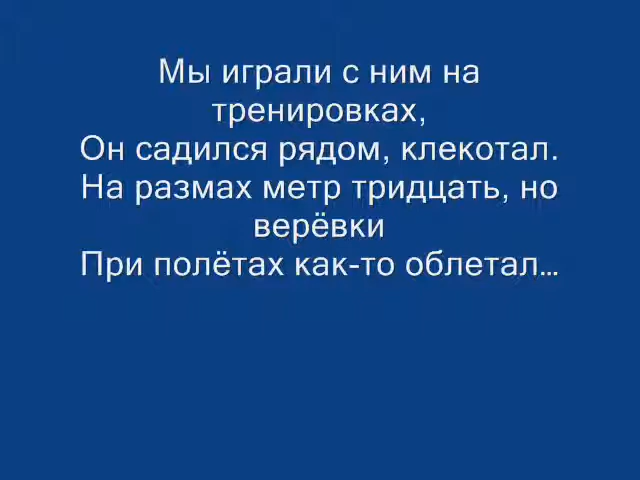 Мы играли с ним на
тренировках,
Он садился рядом, клекотал.
На размах метр тридцать, но
верёвки
При полётах как-то облетал…